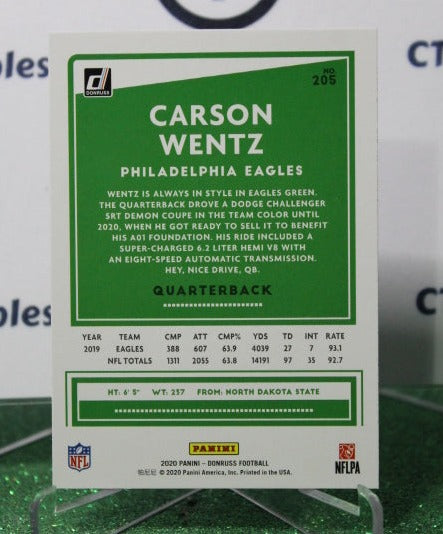 CT
bles
DONRUSS
NO.
205
CARSON
WENTZ
PHILADELPHIA EAGLES
WENTZ IS ALWAYS IN STYLE IN EAGLES GREEN.
THE QUARTERBACK DROVE A DODGE CHALLENGER
SRT DEMON COUPE IN THE TEAM COLOR UNTIL
2020, WHEN HE GOT READY TO SELL IT TO BENEFIT
HIS AO1 FOUNDATION. HIS RIDE INCLUDED A
SUPER-CHARGED 6.2 LITER HEMI V8 WITH
AN EIGHT-SPEED AUTOMATIC TRANSMISSION.
HEY, NICE DRIVE, QB.
QUARTERBACK
YEAR TEAM CMP ATT CMP% YDS TD INT RATE
2019 EAGLES 388 607 63.9 4039 27 7 93.1
NFL TOTALS 1311 2055 63.8 14191 97 35 92.7
HT: 6' 5" WT: 237 FROM: NORTH DAKOTA STATE
NFL
PANINI
NFLPA
2020 PANINI – DONRUSS FOOTBALL
帕尼尼 © 2020 Panini America, Inc. Printed in the USA.